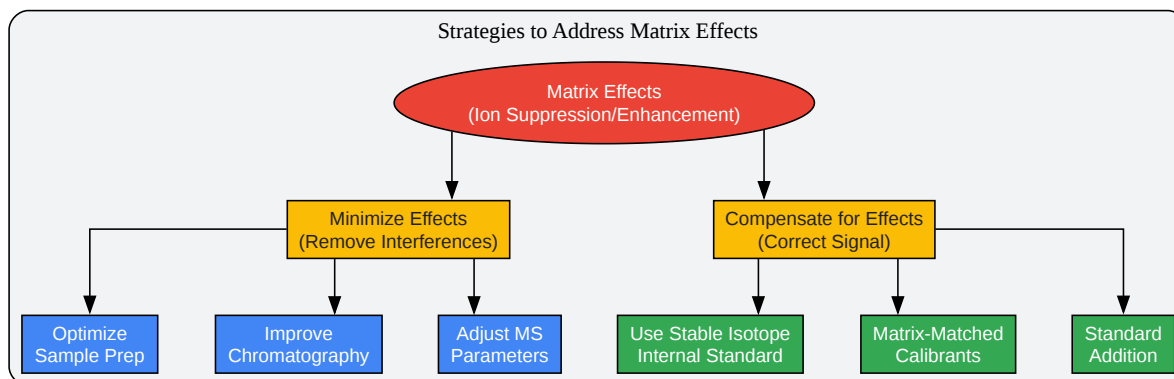 Strategies to Address Matrix Effects
Matrix Effects
(Ion Suppression/Enhancement)
Minimize Effects
(Remove Interferences)
Compensate for Effects
(Correct Signal)
Optimize
Sample Prep
Improve
Chromatography
Adjust MS
Parameters
Use Stable Isotope
Internal Standard
Matrix-Matched
Calibrants
Standard
Addition